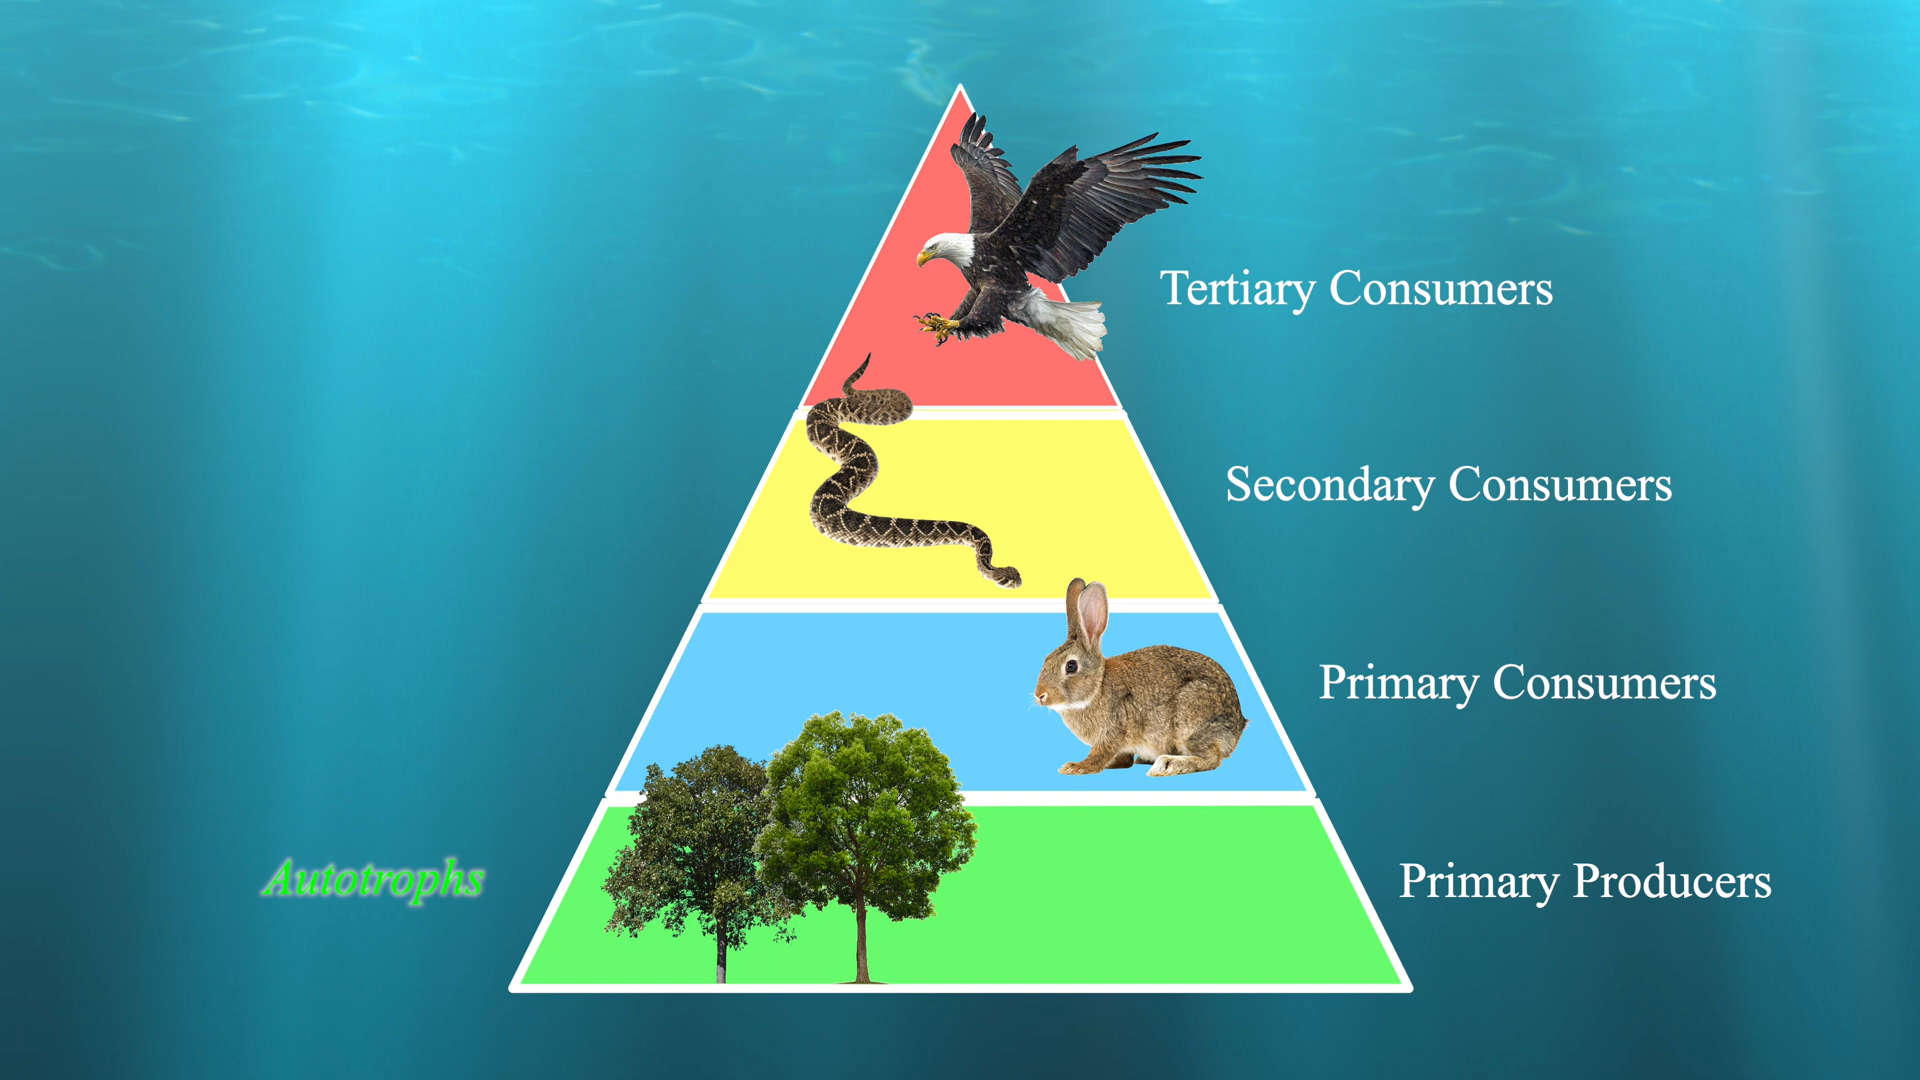 Tertiary Consumers
Secondary Consumers
Primary Consumers
Autotrophs
Primary Producers